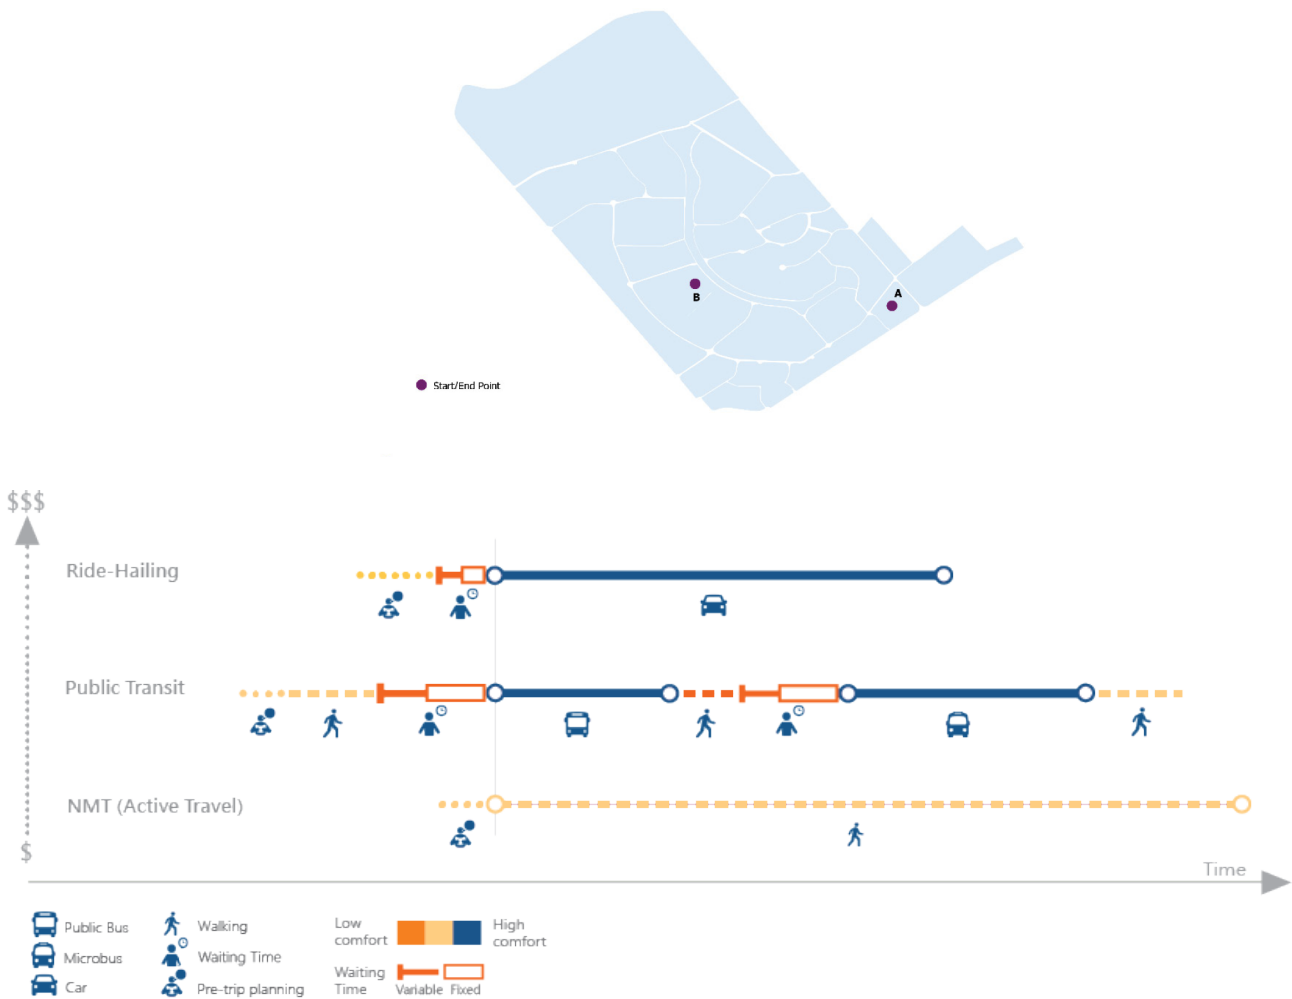 A
B
Start/End Point
$$$
Ride-Hailing
Public Transit
NMT (Active Travel)
$
Time
Public Bus
Microbus
Car
Walking
Waiting Time
Pre-trip planning
Low
comfort
High
comfort
Waiting
Time
Variable
Fixed